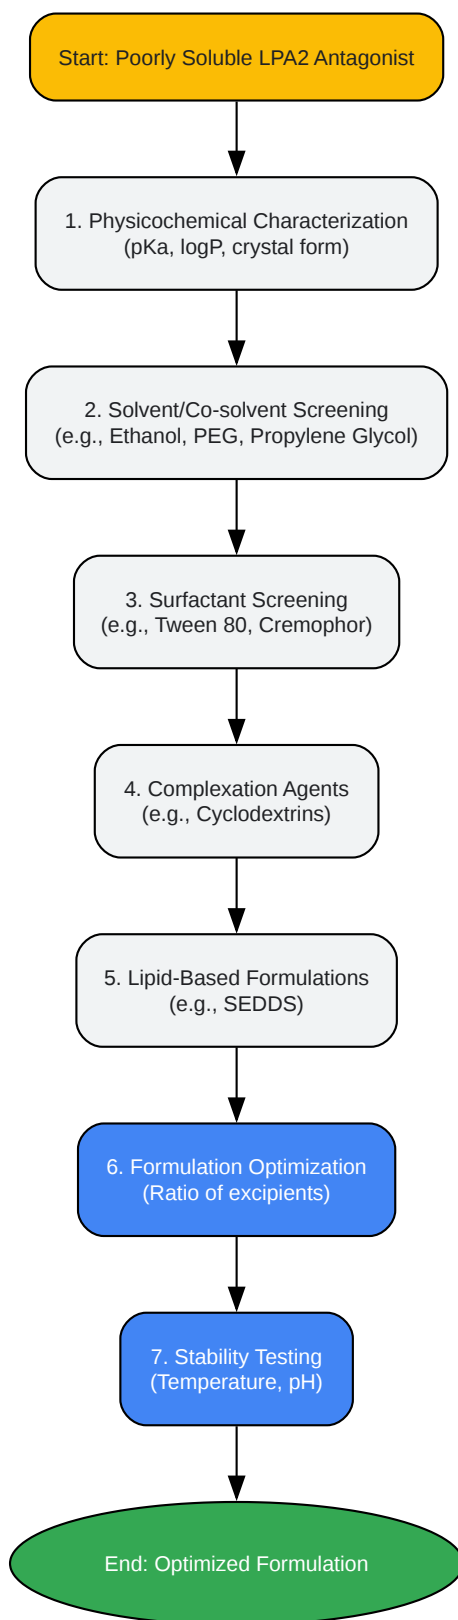 Start: Poorly Soluble LPA2 Antagonist
1. Physicochemical Characterization
(pKa, logP, crystal form)
2. Solvent/Co-solvent Screening
(e.g., Ethanol, PEG, Propylene Glycol)
3. Surfactant Screening
(e.g., Tween 80, Cremophor)
4. Complexation Agents
(e.g., Cyclodextrins)
5. Lipid-Based Formulations
(e.g., SEDDS)
6. Formulation Optimization
(Ratio of excipients)
7. Stability Testing
(Temperature, pH)
End: Optimized Formulation